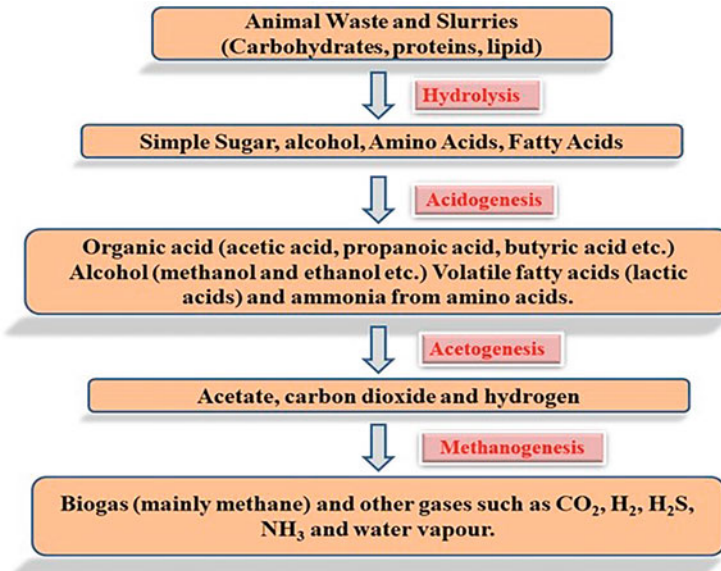 Animal Waste and Slurries
(Carbohydrates, proteins, lipid)
Hydrolysis
Simple Sugar, alcohol, Amino Acids, Fatty Acids
Acidogenesis
Organic acid (acetic acid, propanoic acid, butyric acid etc.)
Alcohol (methanol and ethanol etc.) Volatile fatty acids (lactic
acids) and ammonia from amino acids.
Acetogenesis
Acetate, carbon dioxide and hydrogen
Methanogenesis
Biogas (mainly methane) and other gases such as CO₂, H₂, H₂S,
NH₃ and water vapour.